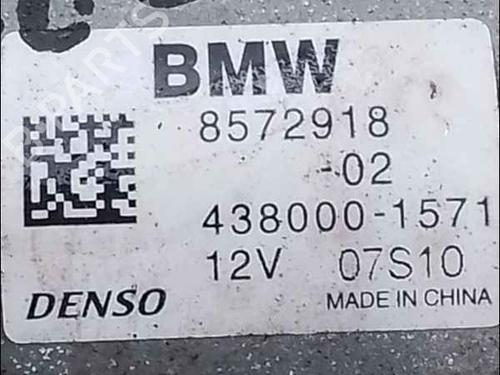 BMW
8572918
-02
438000-1571
12V 07S10
DENSO MADE IN CHINA